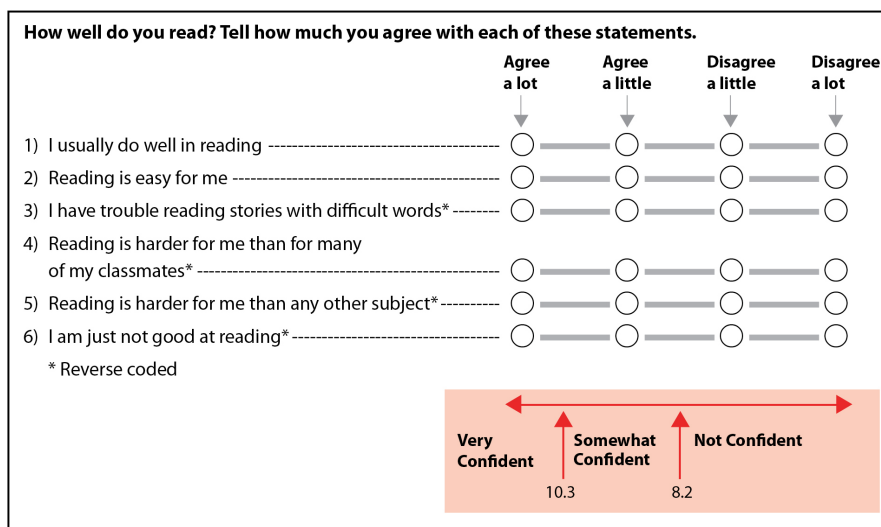 How well do you read? Tell how much you agree with each of these statements.
Agree a lot
Agree a little
Disagree a little
Disagree a lot
1) I usually do well in reading
2) Reading is easy for me
3) I have trouble reading stories with difficult words*
4) Reading is harder for me than for many
of my classmates*
5) Reading is harder for me than any other subject*
6) I am just not good at reading*
* Reverse coded
Very
Confident
Somewhat
Confident
Not Confident
10.3
8.2